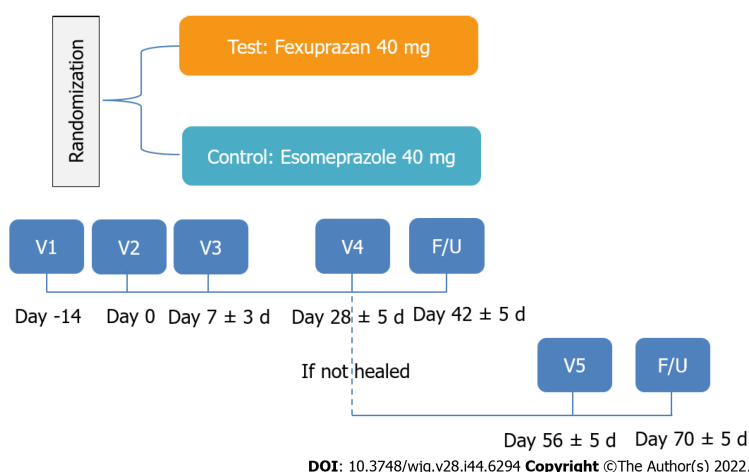 Randomization
Test: Fexuprazan 40 mg
Control: Esomeprazole 40 mg
V1
V2
V3
V4
F/U
Day -14
Day 0
Day 7 ± 3 d
Day 28 ± 5 d
Day 42 ± 5 d
If not healed
V5
F/U
Day 56 ± 5 d
Day 70 ± 5 d
DOI: 10.3748/wjg.v28.i44.6294 Copyright ©The Author(s) 2022.